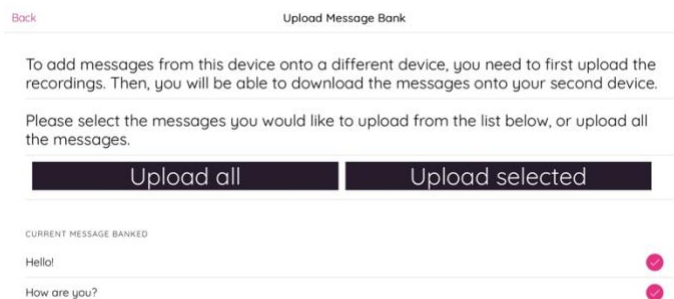 Back
Upload Message Bank
To add messages from this device onto a different device, you need to first upload the
recordings. Then, you will be able to download the messages onto your second device.
Please select the messages you would like to upload from the list below, or upload all
the messages.
Upload all
Upload selected
CURRENT MESSAGE BANKED
Hello!
How are you?